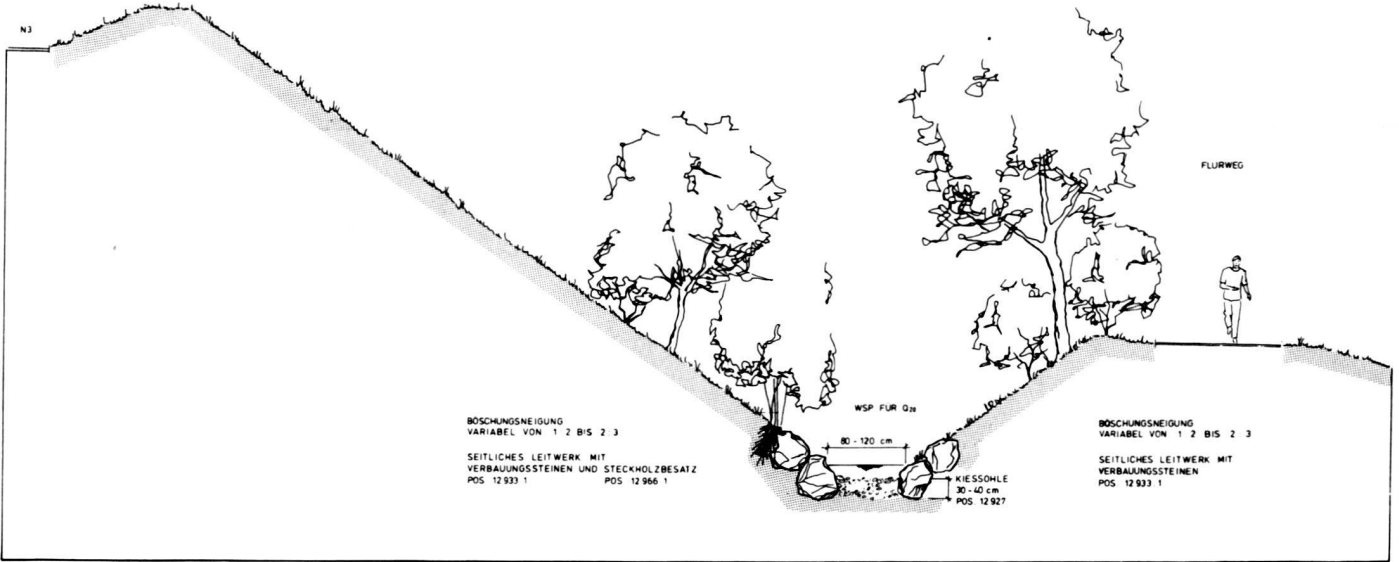 N3
FLURWEG
WSP FÜR Q20
80 - 120 cm
BÖSCHUNGSNEIGUNG
VARIABEL VON 1 2 BIS 2 : 3
SEITLICHES LEITWERK MIT
VERBAUUNGSSTEINEN UND STECKHOLZBESATZ
POS 12 933 1 POS 12 966 1
KIESSOHLE
30 - 40 cm
POS 12 927
BÖSCHUNGSNEIGUNG
VARIABEL VON 1 2 BIS 2 3
SEITLICHES LEITWERK MIT
VERBAUUNGSSTEINEN
POS 12 933 1